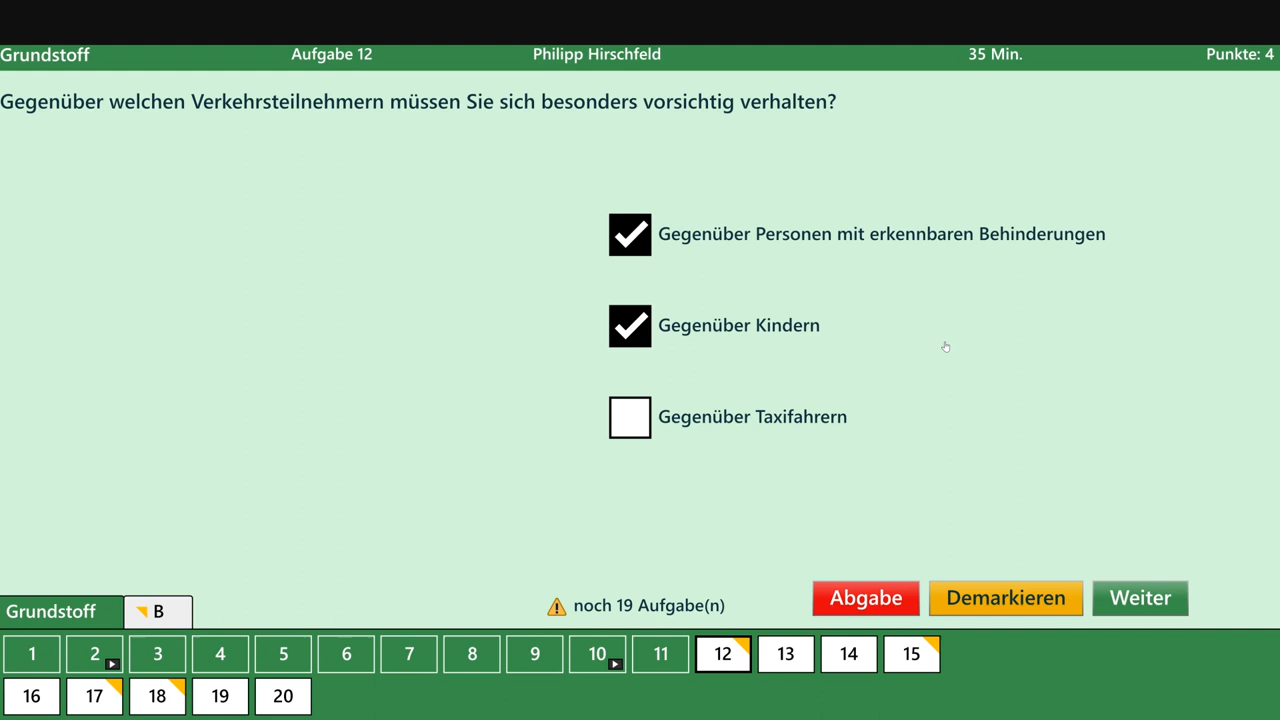 Grundstoff Aufgabe 12 Philipp Hirschfeld 35 Min. Punkte: 4
Gegenüber welchen Verkehrsteilnehmern müssen Sie sich besonders vorsichtig verhalten?
Gegenüber Personen mit erkennbaren Behinderungen
Gegenüber Kindern
Gegenüber Taxifahrern
Grundstoff B noch 19 Aufgabe(n) Abgabe Demarkieren Weiter
1 2 3 4 5 6 7 8 9 10 11 12 13 14 15
16 17 18 19 20